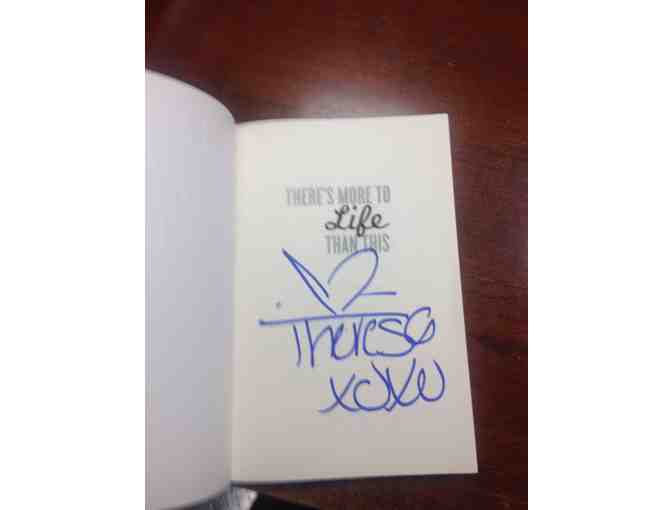 THERE'S MORE TO
Life
THAN THIS
Theresa
xoxo